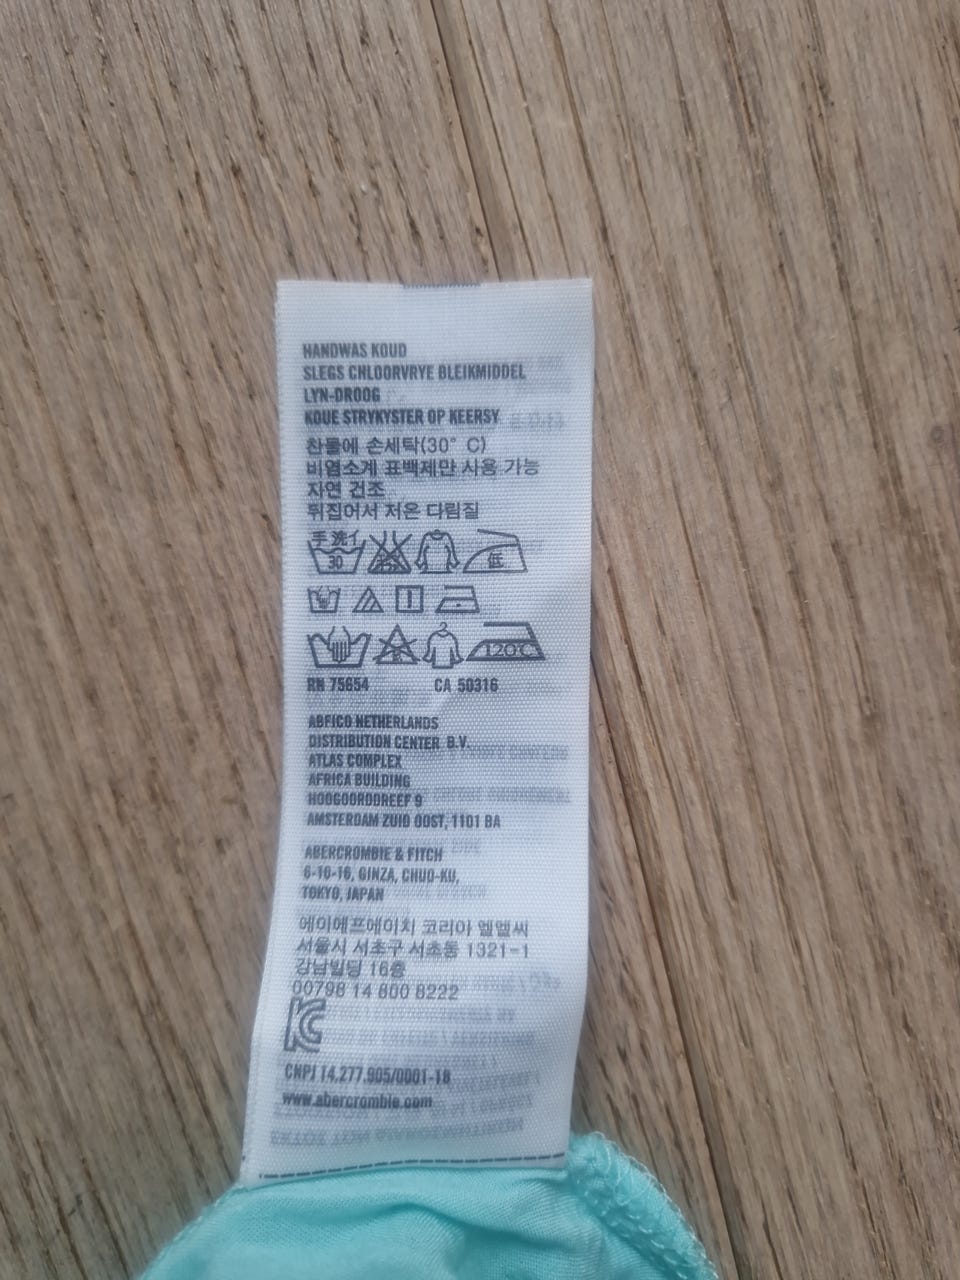 HANDWAS KOUD
SLEGS CHLOORVRYE BLEIKMIDDEL
LYN-DROOG
KOUE STRYKYSTER OP KEERSY
찬물에 손세탁(30° C)
비염소계 표백제만 사용 가능
자연 건조
뒤집어서 저온 다림질
手洗イ 30 低
120°C
RN 75654 CA 50316
ABFICO NETHERLANDS
DISTRIBUTION CENTER B.V.
ATLAS COMPLEX
AFRICA BUILDING
HOOGOORDDREEF 9
AMSTERDAM ZUID OOST, 1101 BA
ABERCROMBIE & FITCH
6-10-16, GINZA, CHUO-KU,
TOKYO, JAPAN
에이에프에이치 코리아 엘엘씨
서울시 서초구 서초동 1321-1
강남빌딩 16층
00798 14 800 8222
KC
CNPJ 14.277.905/0001-18
www.abercrombie.com